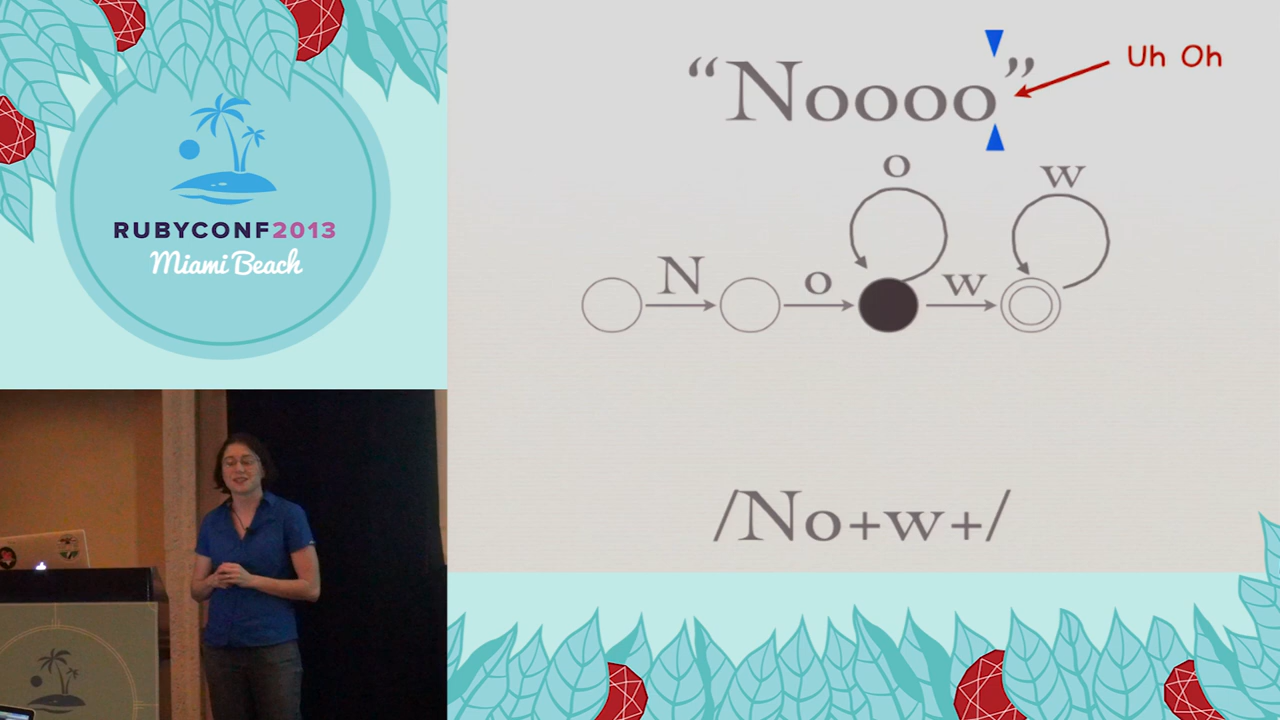 RUBYCONF2013
Miami Beach
“Noooo”
Uh Oh
o
w
N
o
w
/No+w+/